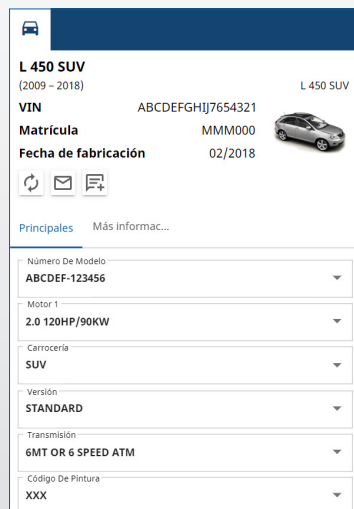 L 450 SUV
(2009 – 2018)
L 450 SUV
VIN ABCDEFGHIJ7654321
Matrícula MMM000
Fecha de fabricación 02/2018
Principales Más informac...
Número De Modelo
ABCDEF-123456
Motor 1
2.0 120HP/90KW
Carrocería
SUV
Versión
STANDARD
Transmisión
6MT OR 6 SPEED ATM
Código De Pintura
XXX